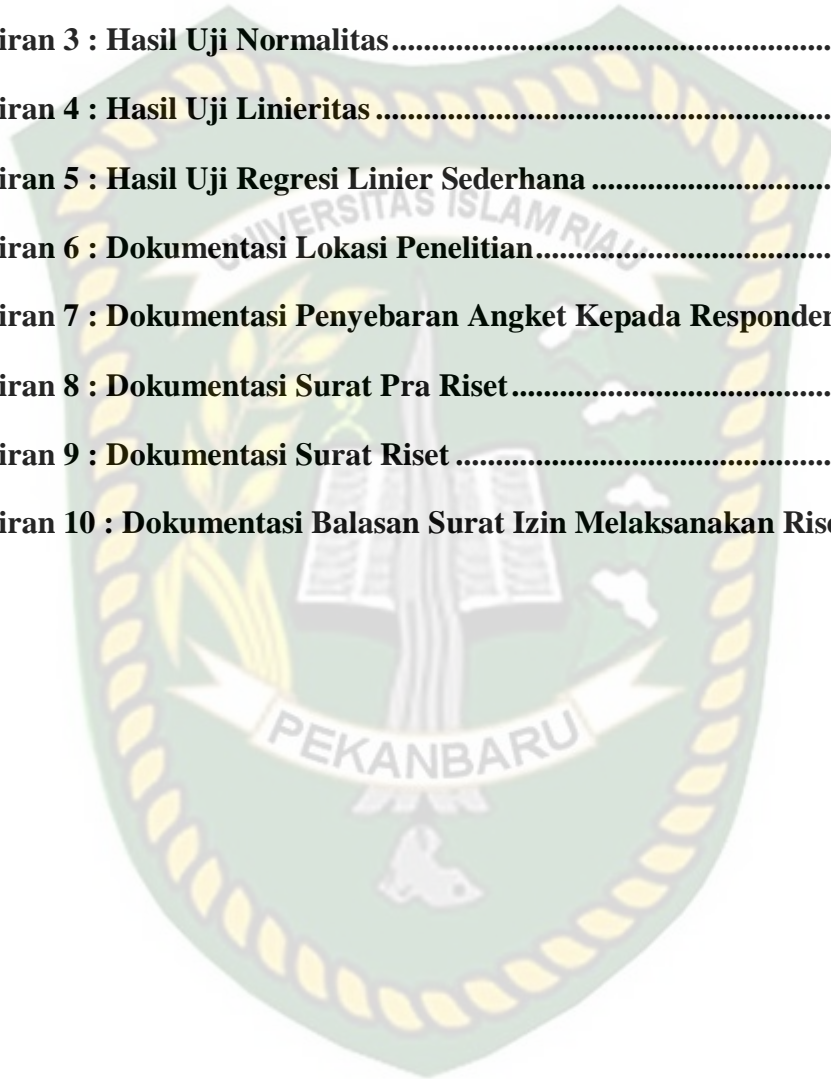 iran 3 : Hasil Uji Normalitas........................................................
iran 4 : Hasil Uji Linieritas ........................................................
iran 5 : Hasil Uji Regresi Linier Sederhana ..............................
UNIVERSITAS ISLAM RIAU
iran 6 : Dokumentasi Lokasi Penelitian.....................................
iran 7 : Dokumentasi Penyebaran Angket Kepada Responden
iran 8 : Dokumentasi Surat Pra Riset........................................
iran 9 : Dokumentasi Surat Riset ...............................................
iran 10 : Dokumentasi Balasan Surat Izin Melaksanakan Rise
PEKANBARU